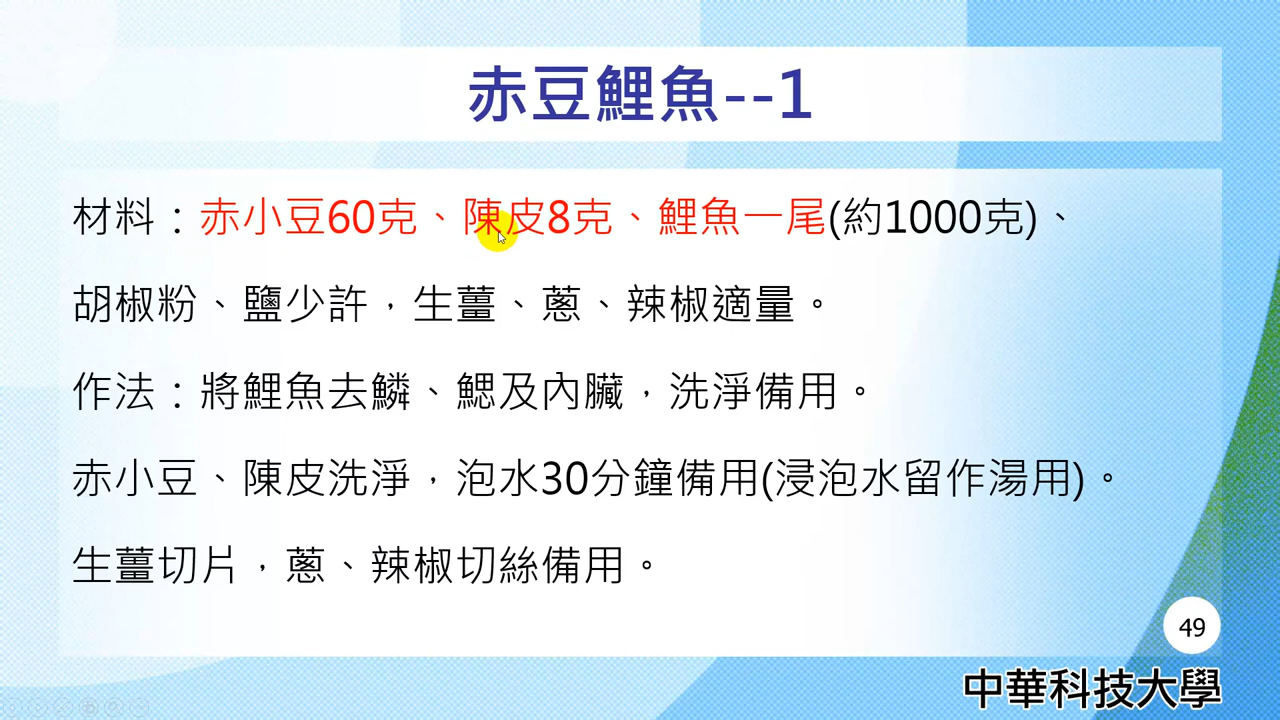 赤豆鯉魚--1
材料：赤小豆60克、陳皮8克、鯉魚一尾(約1000克)、
胡椒粉、鹽少許，生薑、蔥、辣椒適量。
作法：將鯉魚去鱗、鰓及內臟，洗淨備用。
赤小豆、陳皮洗淨，泡水30分鐘備用(浸泡水留作湯用)。
生薑切片，蔥、辣椒切絲備用。
49
中華科技大學